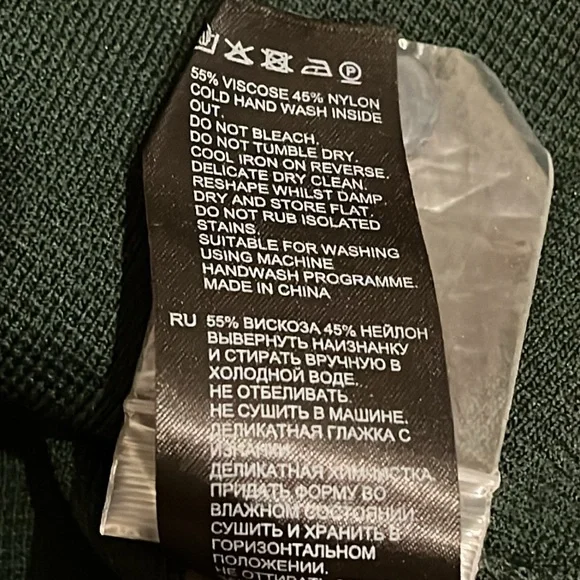 P
55% VISCOSE 45% NYLON
COLD HAND WASH INSIDE
OUT.
DO NOT BLEACH.
DO NOT TUMBLE DRY.
COOL IRON ON REVERSE.
DELICATE DRY CLEAN.
RESHAPE WHILST DAMP.
DRY AND STORE FLAT.
DO NOT RUB ISOLATED
STAINS.
SUITABLE FOR WASHING
USING MACHINE
HANDWASH PROGRAMME.
MADE IN CHINA
RU 55% ВИСКОЗА 45% НЕЙЛОН
ВЫВЕРНУТЬ НАИЗНАНКУ
И СТИРАТЬ ВРУЧНУЮ В
ХОЛОДНОЙ ВОДЕ.
НЕ ОТБЕЛИВАТЬ.
НЕ СУШИТЬ В МАШИНЕ.
ДЕЛИКАТНАЯ ГЛАЖКА С
ИЗНАНКИ.
ДЕЛИКАТНАЯ ХИМЧИСТКА.
ПРИДАТЬ ФОРМУ ВО
ВЛАЖНОМ СОСТОЯНИИ.
СУШИТЬ И ХРАНИТЬ В
ГОРИЗОНТАЛЬНОМ
ПОЛОЖЕНИИ.
НЕ ОТТИРАТЬ